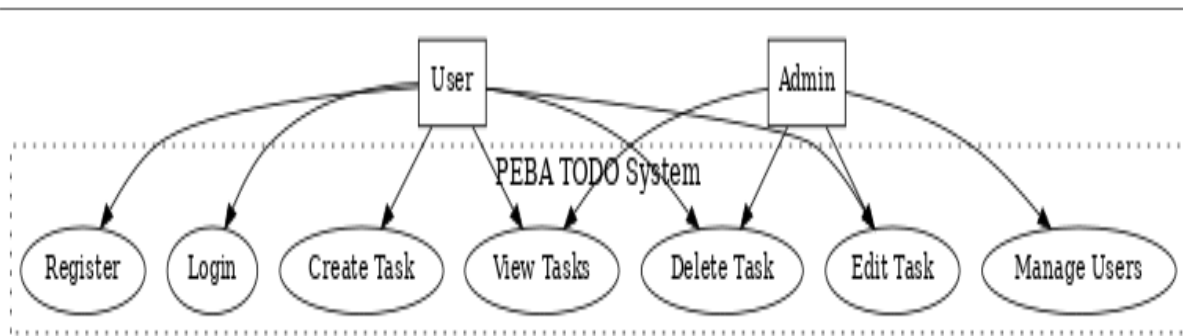 User
Admin
PEBA TODO System
Register
Login
Create Task
View Tasks
Delete Task
Edit Task
Manage Users